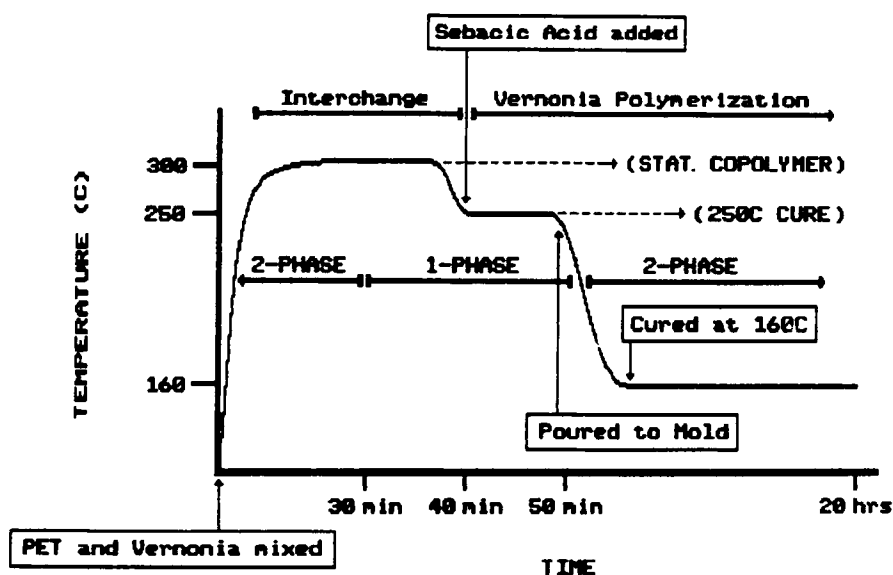 Sebacic Acid added
Interchange
Vernonia Polymerization
300
(STAT. COPOLYMER)
250
(250C CURE)
2-PHASE
1-PHASE
2-PHASE
Cured at 160C
160
Poured to Mold
30 min
40 min
50 min
20 hrs
PET and Vernonia mixed
TIME
TEMPERATURE (C)